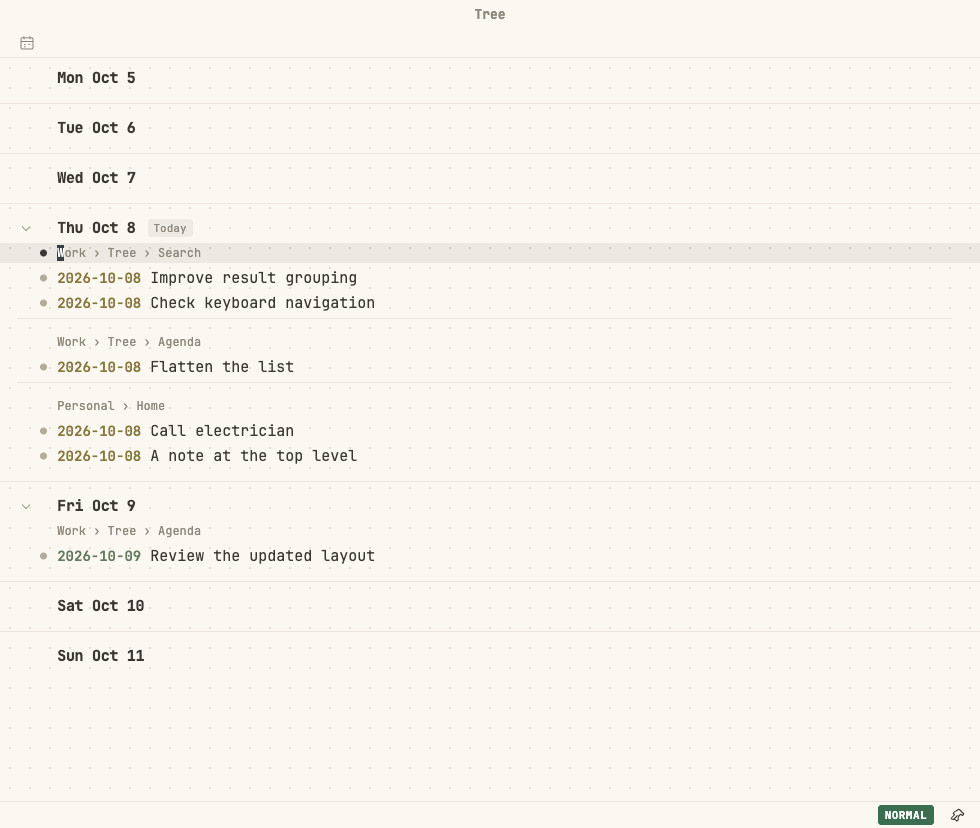 Tree
Mon Oct 5
Tue Oct 6
Wed Oct 7
Thu Oct 8 Today
Work › Tree › Search
2026-10-08 Improve result grouping
2026-10-08 Check keyboard navigation
Work › Tree › Agenda
2026-10-08 Flatten the list
Personal › Home
2026-10-08 Call electrician
2026-10-08 A note at the top level
Fri Oct 9
Work › Tree › Agenda
2026-10-09 Review the updated layout
Sat Oct 10
Sun Oct 11
NORMAL